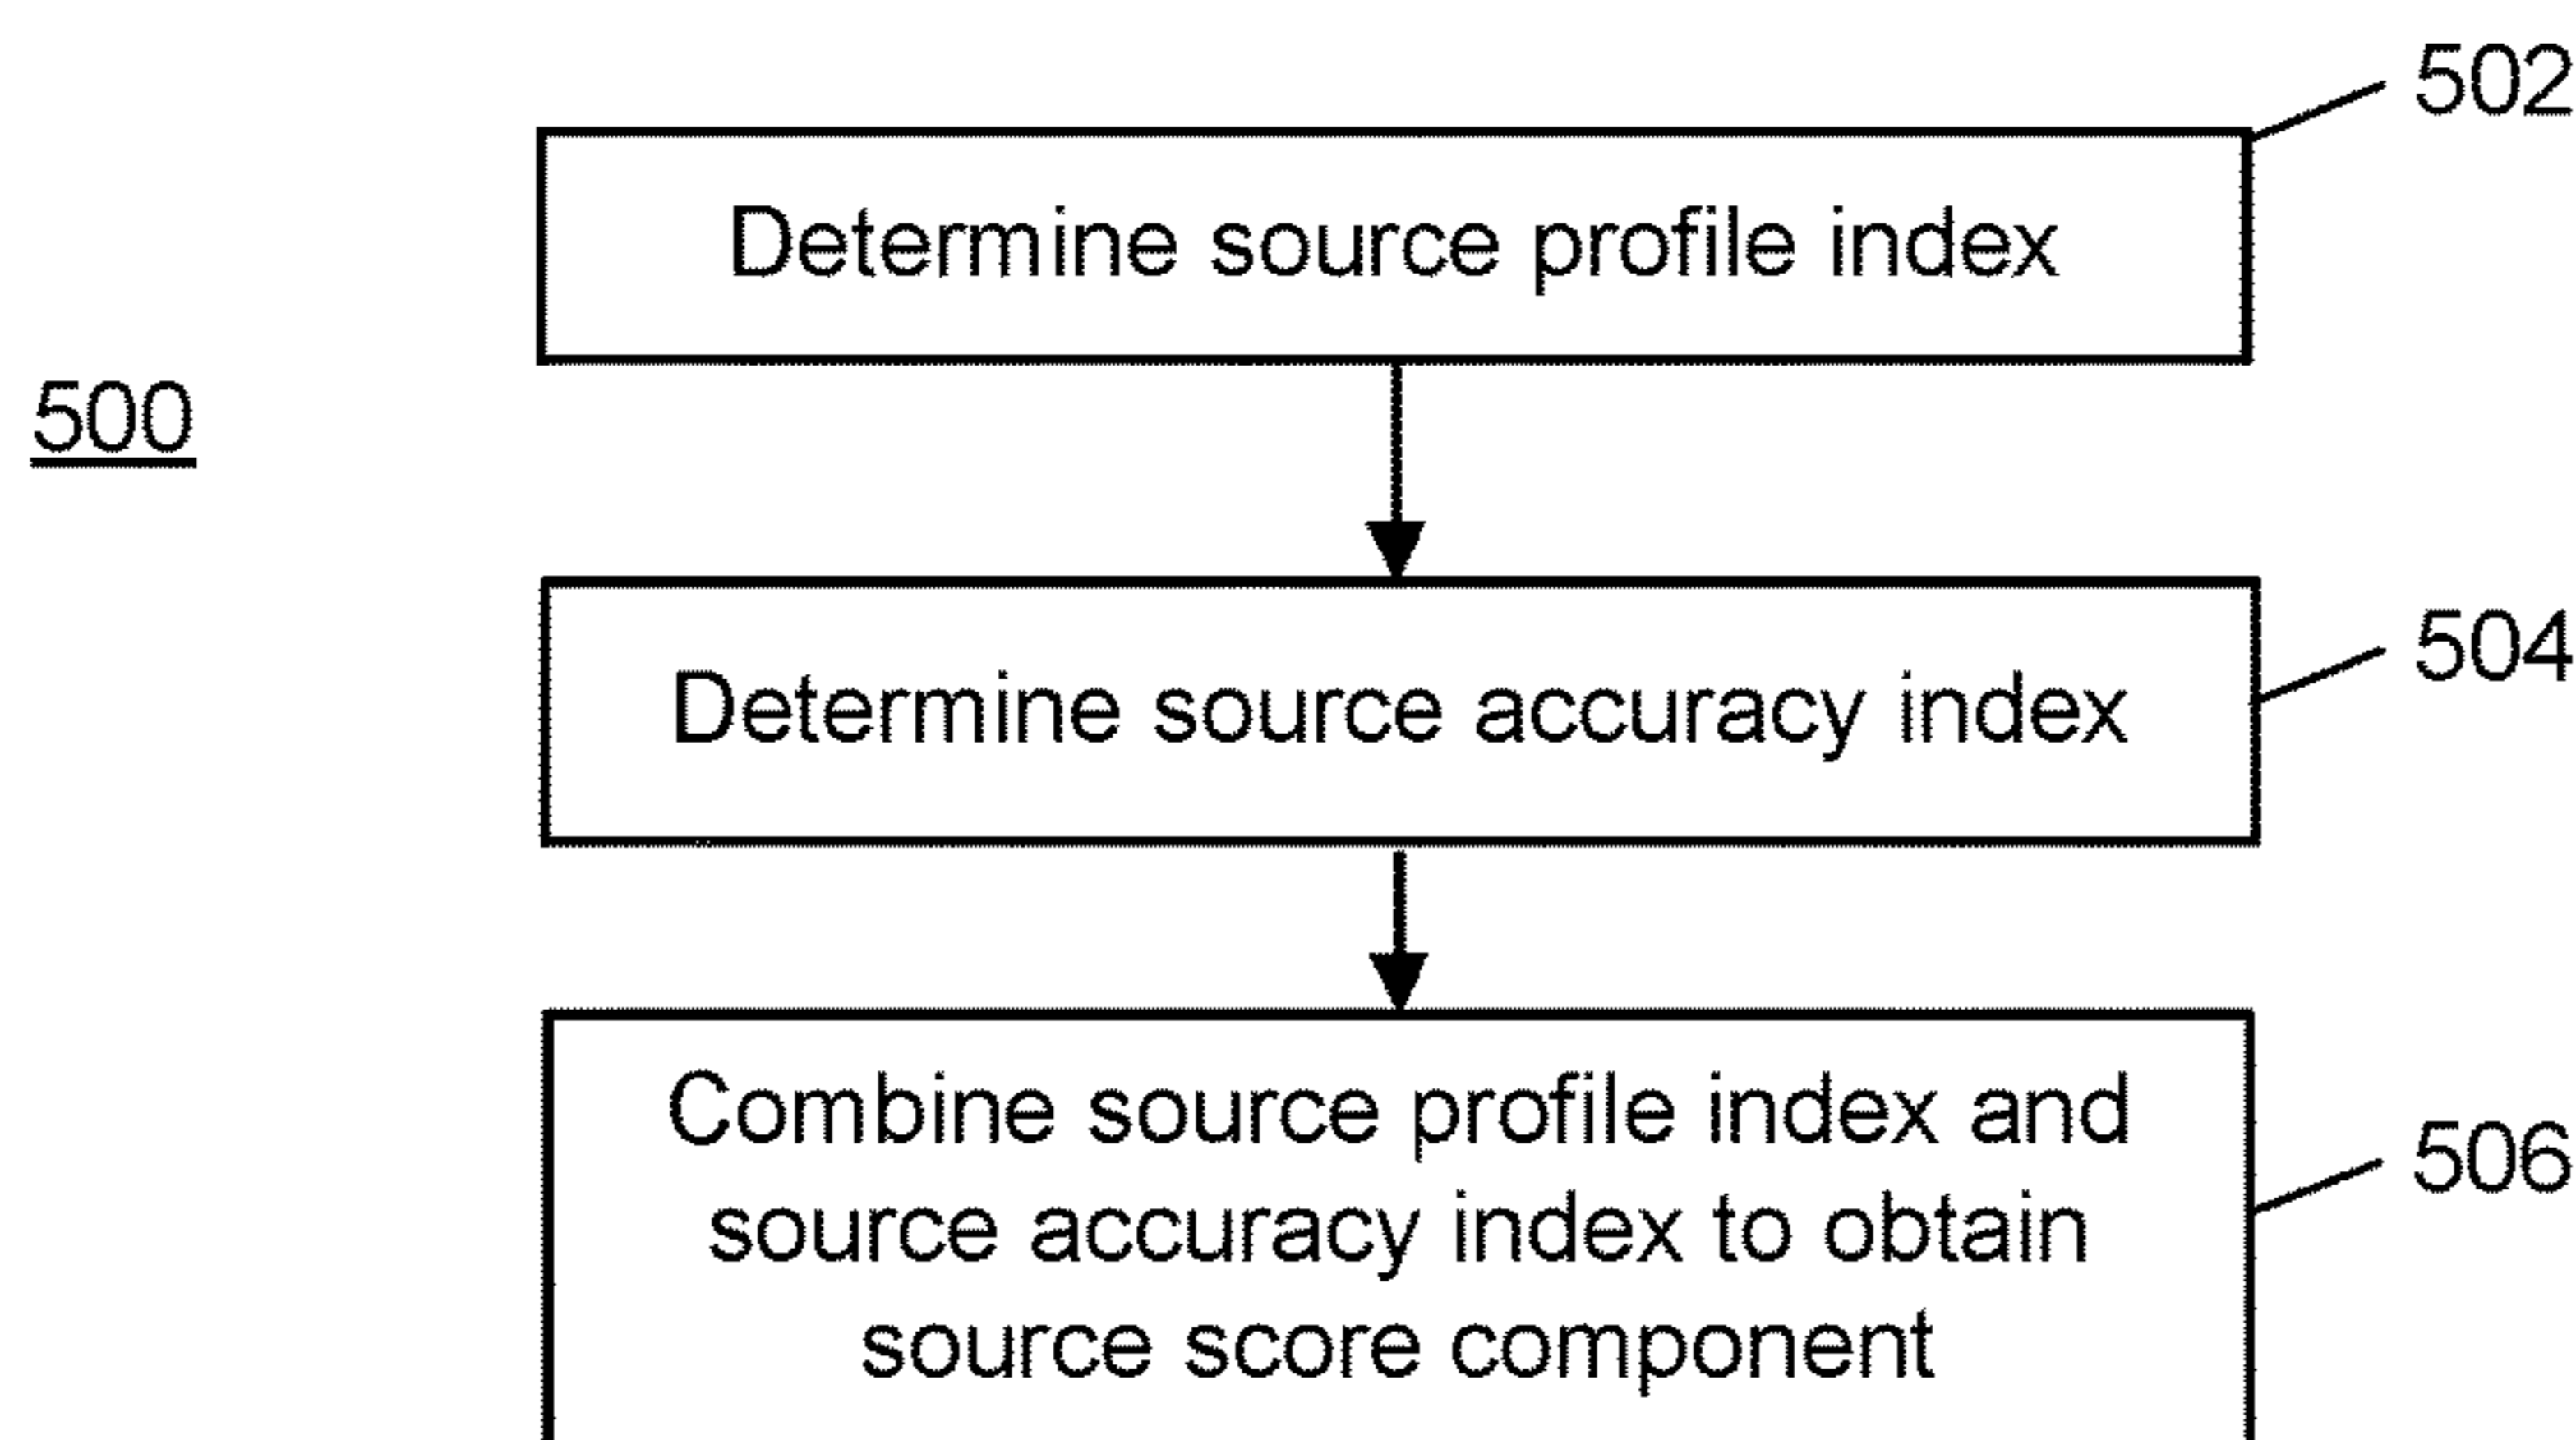 502
Determine source profile index
500
504
Determine source accuracy index
Combine source profile index and
506
source accuracy index to obtain
source score component